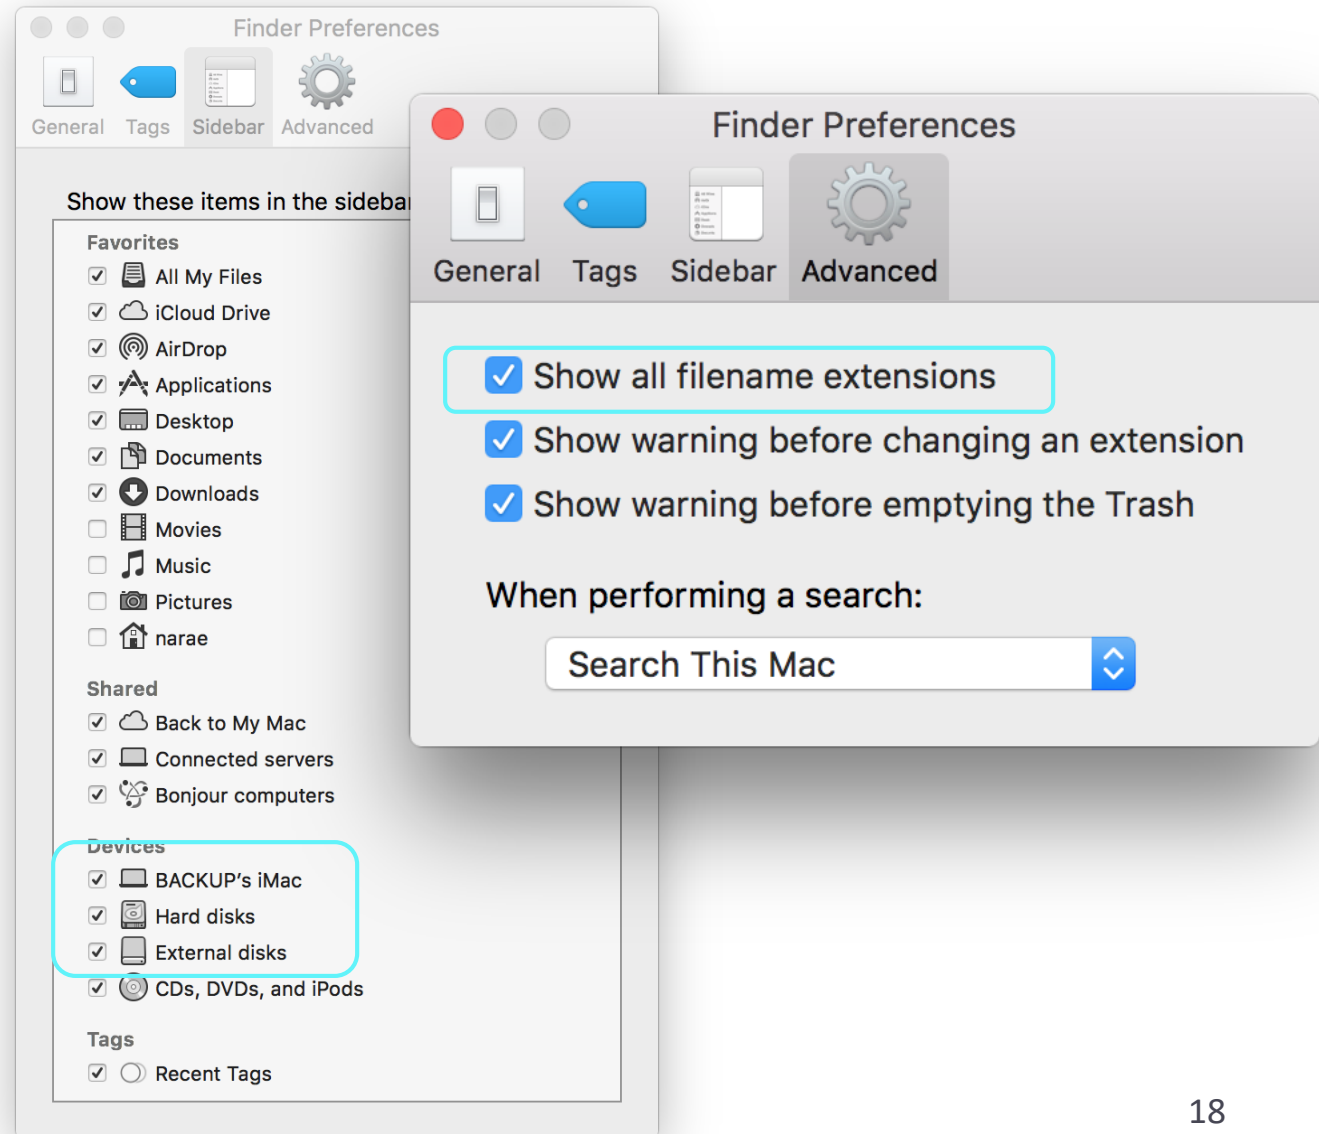 Finder Preferences
General Tags Sidebar Advanced
Show these items in the sidebar
Favorites
All My Files
iCloud Drive
AirDrop
Applications
Desktop
Documents
Downloads
Movies
Music
Pictures
narae
Shared
Back to My Mac
Connected servers
Bonjour computers
Devices
BACKUP’s iMac
Hard disks
External disks
CDs, DVDs, and iPods
Tags
Recent Tags
Finder Preferences
General Tags Sidebar Advanced
Show all filename extensions
Show warning before changing an extension
Show warning before emptying the Trash
When performing a search:
Search This Mac
18